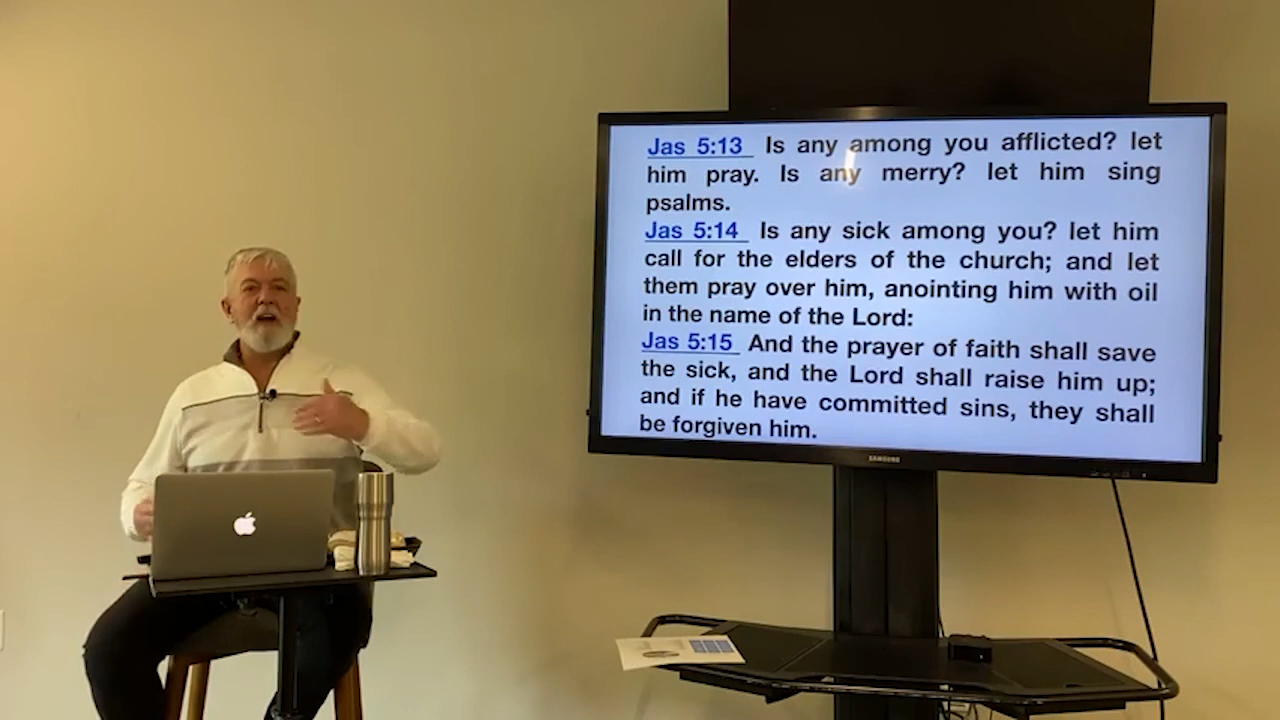 Jas 5:13 Is any among you afflicted? let
him pray. Is any merry? let him sing
psalms.
Jas 5:14 Is any sick among you? let him
call for the elders of the church; and let
them pray over him, anointing him with oil
in the name of the Lord:
Jas 5:15 And the prayer of faith shall save
the sick, and the Lord shall raise him up;
and if he have committed sins, they shall
be forgiven him.
SAMSUNG